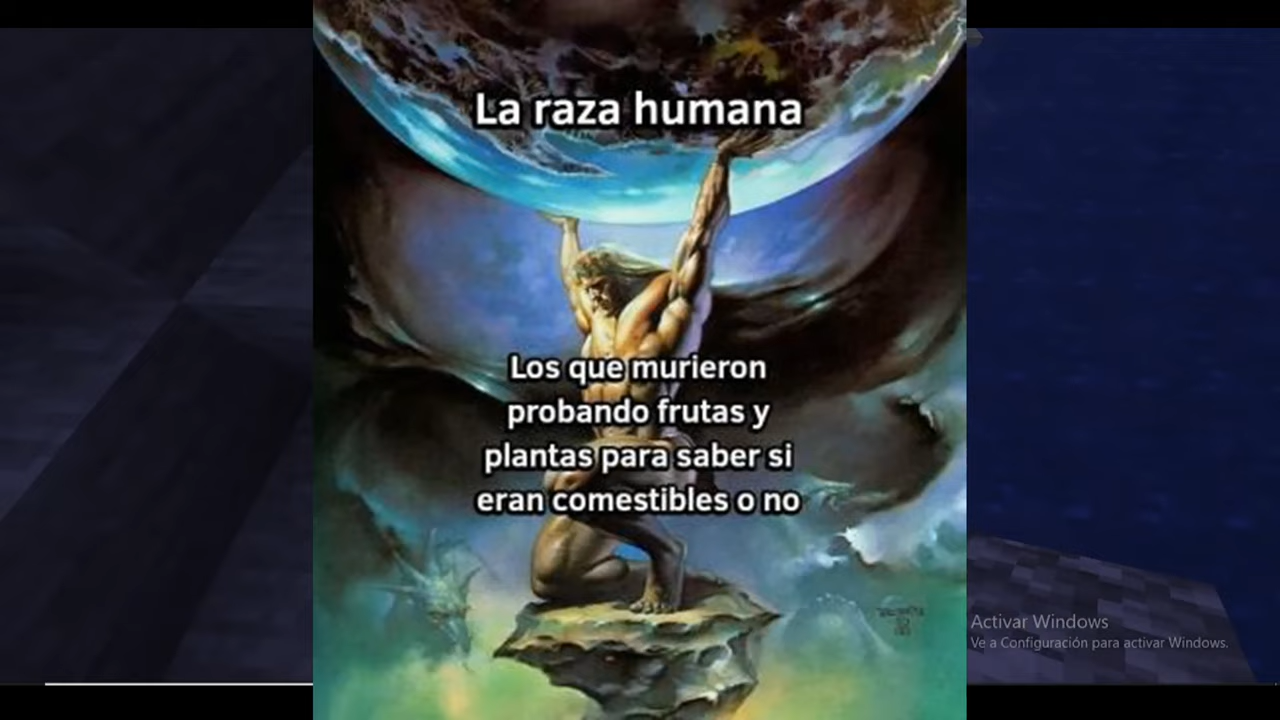 La raza humana
Los que murieron
probando frutas y
plantas para saber si
eran comestibles o no
Activar Windows
Ve a Configuración para activar Windows.